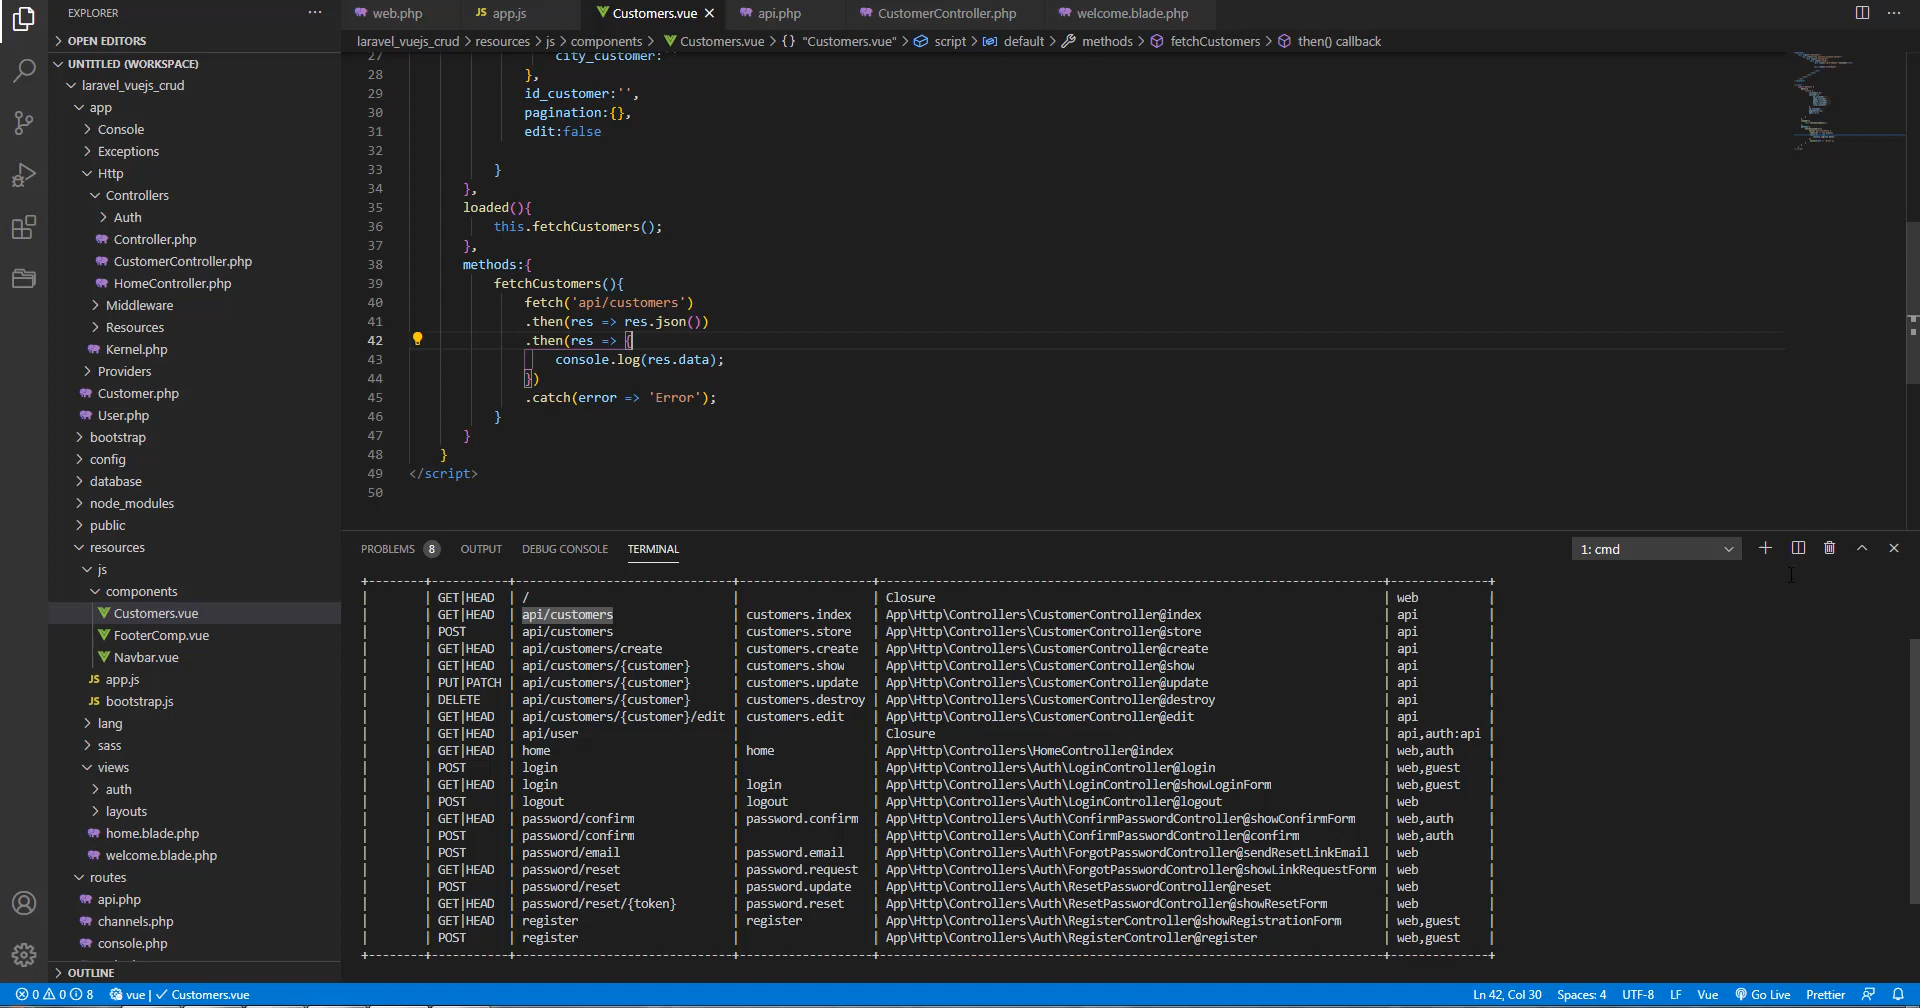 EXPLORER
web.php
app.js
Customers.vue
api.php
CustomerController.php
welcome.blade.php
OPEN EDITORS
laravel_vuejs_crud > resources > js > components > Customers.vue > {} "Customers.vue" > script > default > methods > fetchCustomers > then() callback
UNTITLED (WORKSPACE)
laravel_vuejs_crud
app
Console
Exceptions
Http
Controllers
Auth
Controller.php
CustomerController.php
HomeController.php
Middleware
Resources
Kernel.php
Providers
Customer.php
User.php
bootstrap
config
database
node_modules
public
resources
js
components
Customers.vue
FooterComp.vue
Navbar.vue
app.js
bootstrap.js
lang
sass
views
auth
layouts
home.blade.php
welcome.blade.php
routes
api.php
channels.php
console.php
OUTLINE
27 city_customer:''
28 },
29 id_customer:'',
30 pagination:{},
31 edit:false
32
33 }
34 },
35 loaded(){
36 this.fetchCustomers();
37 },
38 methods:{
39 fetchCustomers(){
40 fetch('api/customers')
41 .then(res => res.json())
42 .then(res => {
43 console.log(res.data);
44 })
45 .catch(error => 'Error');
46 }
47 }
48 }
49 </script>
50
PROBLEMS 8 OUTPUT DEBUG CONSOLE TERMINAL 1: cmd
+--------+-----------+
| | GET|HEAD | / | | Closure | web |
| | GET|HEAD | api/customers | customers.index | App\Http\Controllers\CustomerController@index | api |
| | POST | api/customers | customers.store | App\Http\Controllers\CustomerController@store | api |
| | GET|HEAD | api/customers/create | customers.create | App\Http\Controllers\CustomerController@create | api |
| | GET|HEAD | api/customers/{customer} | customers.show | App\Http\Controllers\CustomerController@show | api |
| | PUT|PATCH | api/customers/{customer} | customers.update | App\Http\Controllers\CustomerController@update | api |
| | DELETE | api/customers/{customer} | customers.destroy | App\Http\Controllers\CustomerController@destroy | api |
| | GET|HEAD | api/customers/{customer}/edit | customers.edit | App\Http\Controllers\CustomerController@edit | api |
| | GET|HEAD | api/user | | Closure | api,auth:api |
| | GET|HEAD | home | home | App\Http\Controllers\HomeController@index | web,auth |
| | POST | login | | App\Http\Controllers\Auth\LoginController@login | web,guest |
| | GET|HEAD | login | login | App\Http\Controllers\Auth\LoginController@showLoginForm | web,guest |
| | POST | logout | logout | App\Http\Controllers\Auth\LoginController@logout | web |
| | GET|HEAD | password/confirm | password.confirm | App\Http\Controllers\Auth\ConfirmPasswordController@showConfirmForm | web,auth |
| | POST | password/confirm | | App\Http\Controllers\Auth\ConfirmPasswordController@confirm | web,auth |
| | POST | password/email | password.email | App\Http\Controllers\Auth\ForgotPasswordController@sendResetLinkEmail | web |
| | GET|HEAD | password/reset | password.request | App\Http\Controllers\Auth\ForgotPasswordController@showLinkRequestForm | web |
| | POST | password/reset | password.update | App\Http\Controllers\Auth\ResetPasswordController@reset | web |
| | GET|HEAD | password/reset/{token} | password.reset | App\Http\Controllers\Auth\ResetPasswordController@showResetForm | web |
| | GET|HEAD | register | register | App\Http\Controllers\Auth\RegisterController@showRegistrationForm | web,guest |
| | POST | register | | App\Http\Controllers\Auth\RegisterController@register | web,guest |
0 0 8 vue | ✓ Customers.vue Ln 42, Col 30 Spaces: 4 UTF-8 LF Vue Go Live Prettier